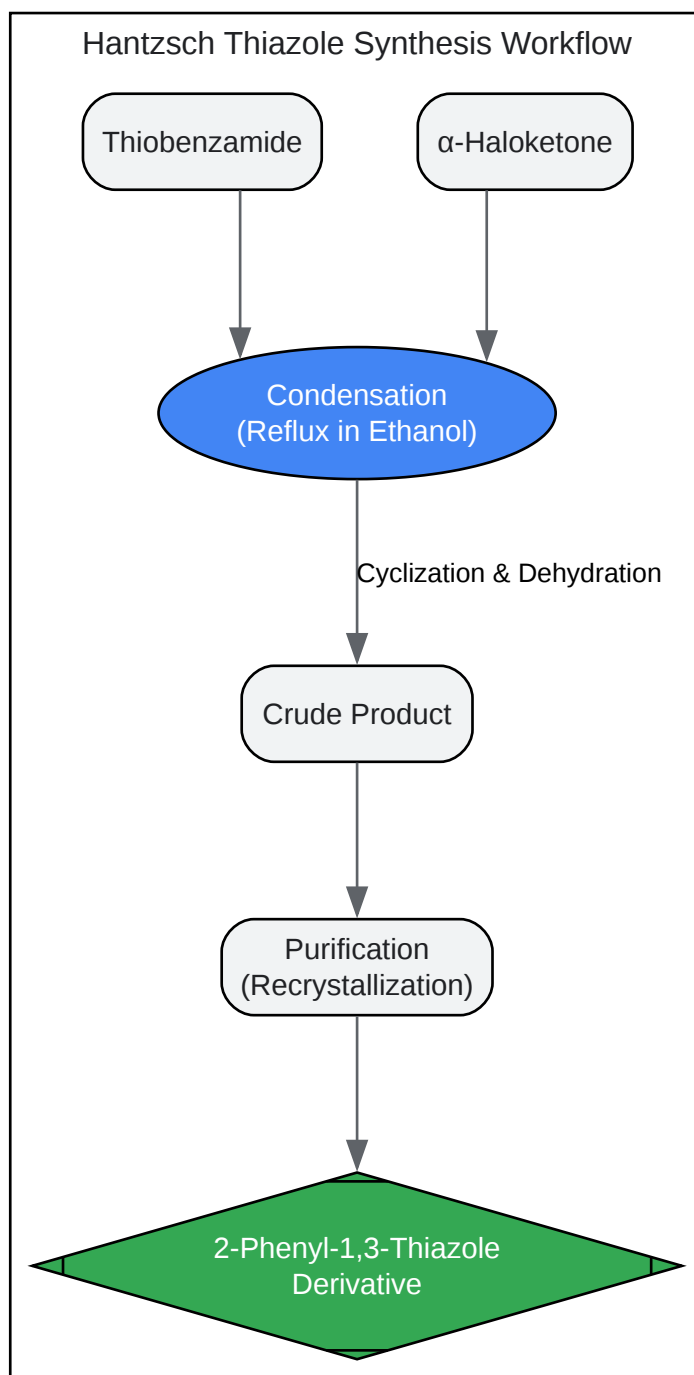 Hantzsch Thiazole Synthesis Workflow
Thiobenzamide
α-Haloketone
Condensation
(Reflux in Ethanol)
Cyclization & Dehydration
Crude Product
Purification
(Recrystallization)
2-Phenyl-1,3-Thiazole
Derivative